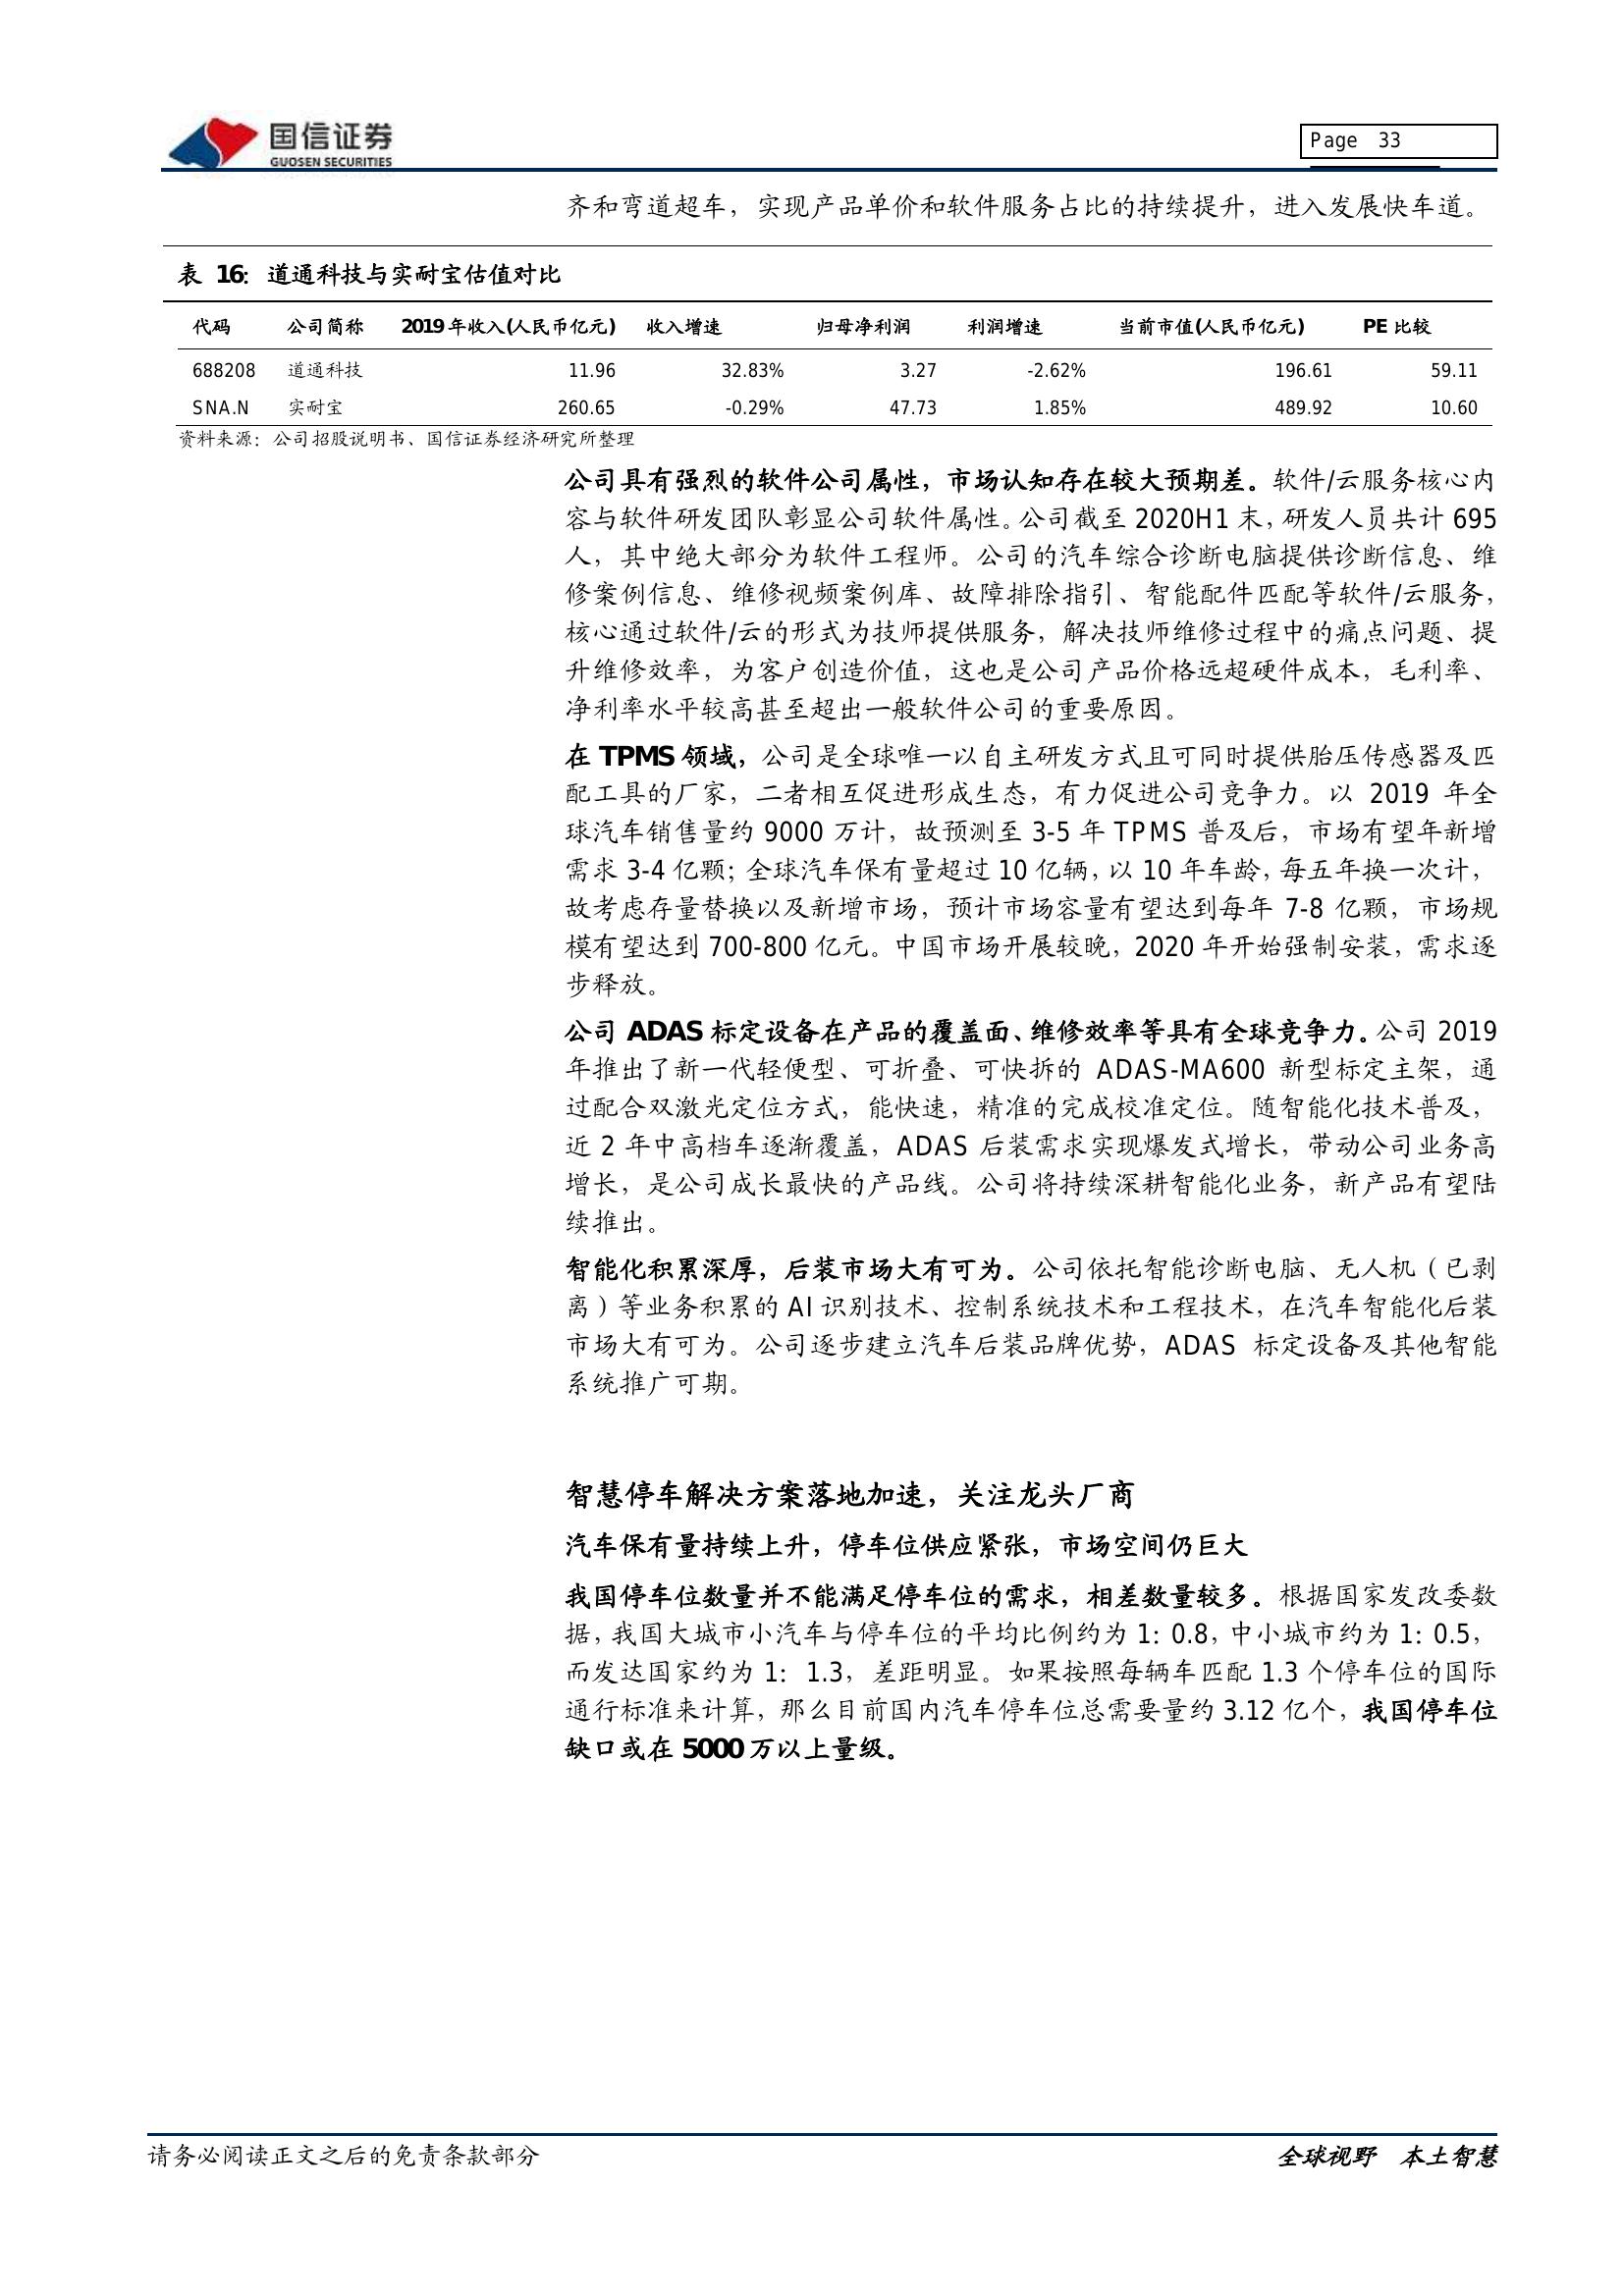 国信证券
GUOSEN SECURITIES
Page 33
齐和弯道超车，实现产品单价和软件服务占比的持续提升，进入发展快车道。
表 16：道通科技与实耐宝估值对比
代码 公司简称 2019 年收入(人民币亿元) 收入增速 归母净利润 利润增速 当前市值(人民币亿元) PE 比较
688208 道通科技 11.96 32.83% 3.27 -2.62% 196.61 59.11
SNA.N 实耐宝 260.65 -0.29% 47.73 1.85% 489.92 10.60
资料来源：公司招股说明书、国信证券经济研究所整理
公司具有强烈的软件公司属性，市场认知存在较大预期差。软件/云服务核心内
容与软件研发团队彰显公司软件属性。公司截至 2020H1 末，研发人员共计 695
人，其中绝大部分为软件工程师。公司的汽车综合诊断电脑提供诊断信息、维
修案例信息、维修视频案例库、故障排除指引、智能配件匹配等软件/云服务，
核心通过软件/云的形式为技师提供服务，解决技师维修过程中的痛点问题、提
升维修效率，为客户创造价值，这也是公司产品价格远超硬件成本，毛利率、
净利率水平较高甚至超出一般软件公司的重要原因。
在 TPMS 领域，公司是全球唯一以自主研发方式且可同时提供胎压传感器及匹
配工具的厂家，二者相互促进形成生态，有力促进公司竞争力。以 2019 年全
球汽车销售量约 9000 万计，故预测至 3-5 年 TPMS 普及后，市场有望年新增
需求 3-4 亿颗；全球汽车保有量超过 10 亿辆，以 10 年车龄，每五年换一次计，
故考虑存量替换以及新增市场，预计市场容量有望达到每年 7-8 亿颗，市场规
模有望达到 700-800 亿元。中国市场开展较晚，2020 年开始强制安装，需求逐
步释放。
公司 ADAS 标定设备在产品的覆盖面、维修效率等具有全球竞争力。公司 2019
年推出了新一代轻便型、可折叠、可快拆的 ADAS-MA600 新型标定主架，通
过配合双激光定位方式，能快速，精准的完成校准定位。随智能化技术普及，
近 2 年中高档车逐渐覆盖，ADAS 后装需求实现爆发式增长，带动公司业务高
增长，是公司成长最快的产品线。公司将持续深耕智能化业务，新产品有望陆
续推出。
智能化积累深厚，后装市场大有可为。公司依托智能诊断电脑、无人机（已剥
离）等业务积累的 AI 识别技术、控制系统技术和工程技术，在汽车智能化后装
市场大有可为。公司逐步建立汽车后装品牌优势，ADAS 标定设备及其他智能
系统推广可期。
智慧停车解决方案落地加速，关注龙头厂商
汽车保有量持续上升，停车位供应紧张，市场空间仍巨大
我国停车位数量并不能满足停车位的需求，相差数量较多。根据国家发改委数
据，我国大城市小汽车与停车位的平均比例约为 1：0.8，中小城市约为 1：0.5，
而发达国家约为 1：1.3，差距明显。如果按照每辆车匹配 1.3 个停车位的国际
通行标准来计算，那么目前国内汽车停车位总需要量约 3.12 亿个，我国停车位
缺口或在 5000 万以上量级。
请务必阅读正文之后的免责条款部分
全球视野 本土智慧